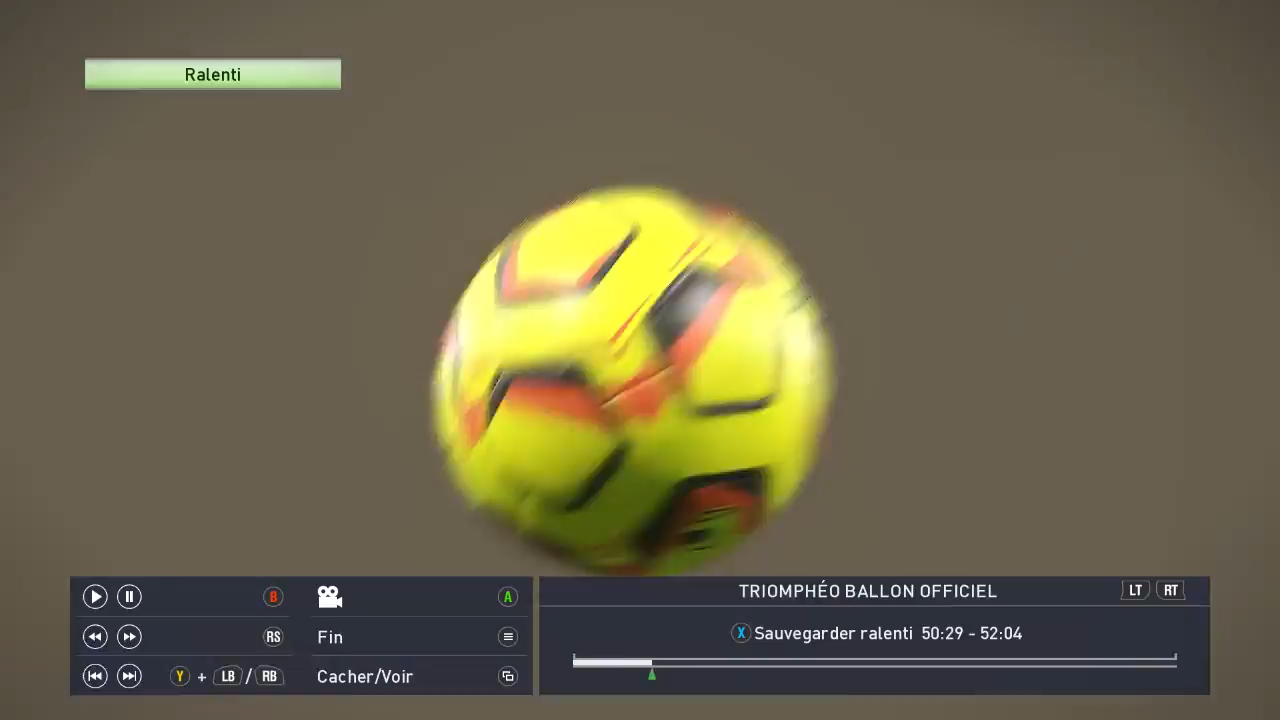 Ralenti
B
A
RS
Fin
Y + LB / RB
Cacher/Voir
TRIOMPHÉO BALLON OFFICIEL
LT RT
X Sauvegarder ralenti 50:29 - 52:04